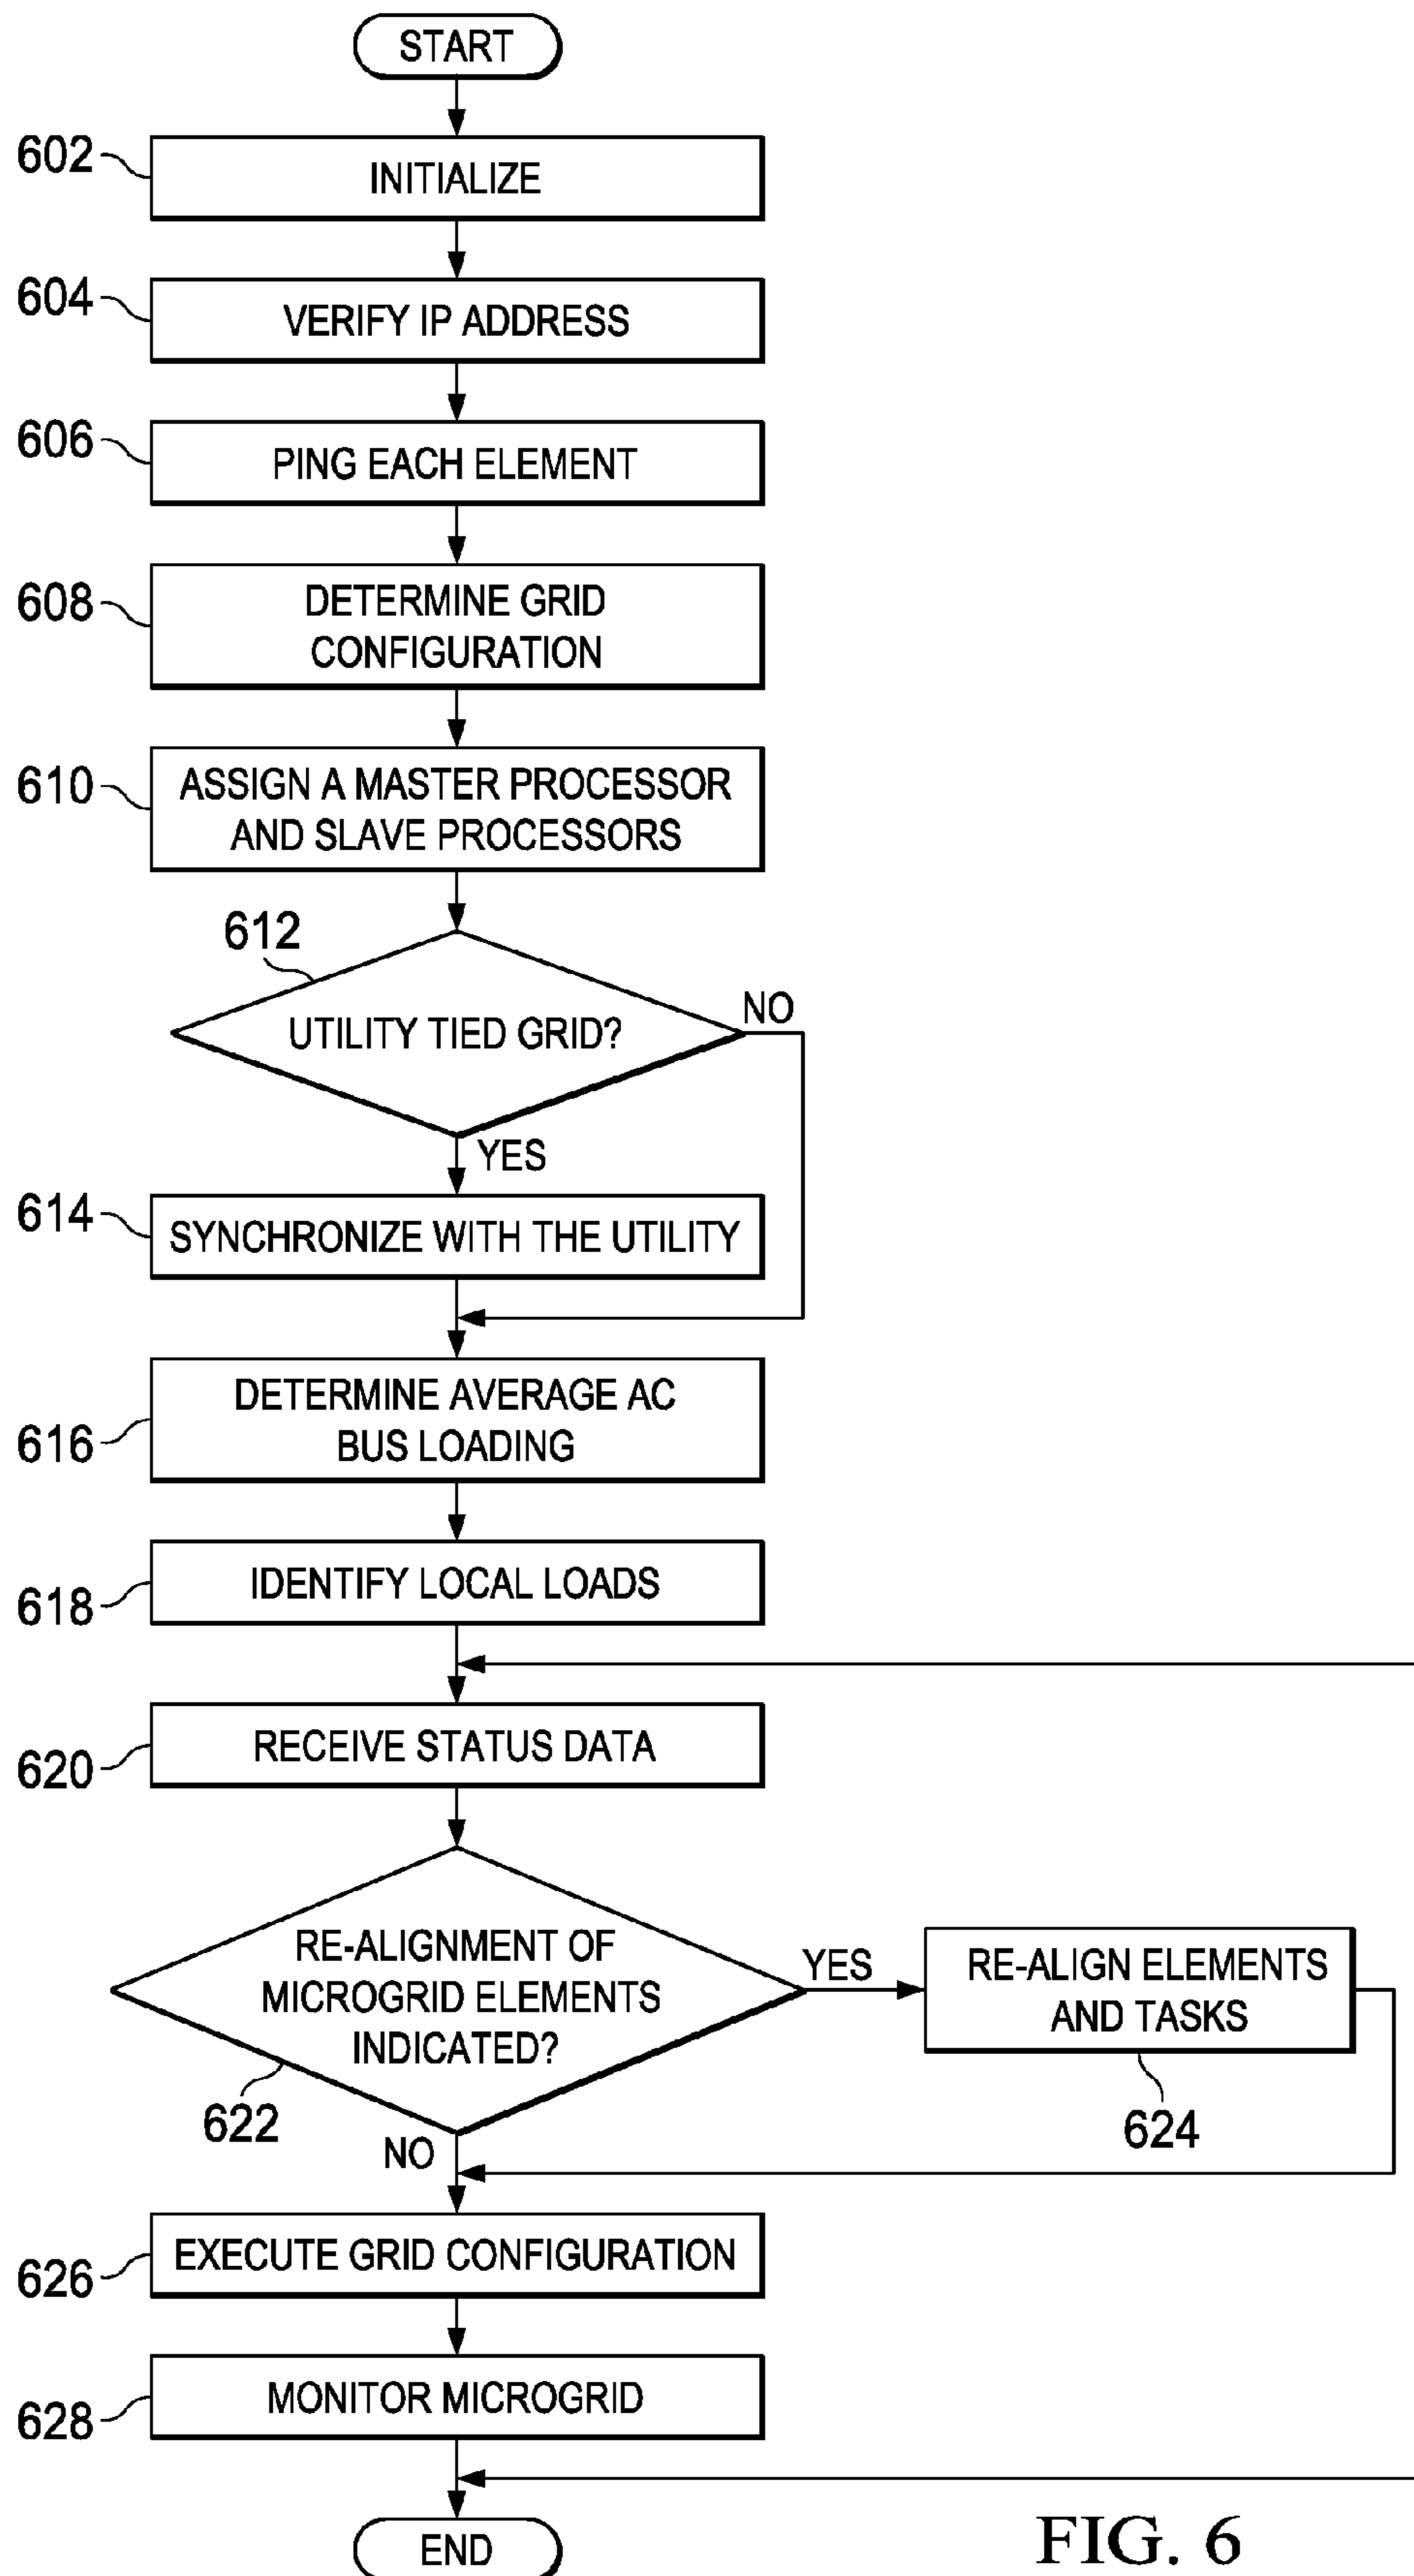 START
602
INITIALIZE
604
VERIFY IP ADDRESS
606
PING EACH ELEMENT
608
DETERMINE GRID
CONFIGURATION
610
ASSIGN A MASTER PROCESSOR
AND SLAVE PROCESSORS
612
UTILITY TIED GRID?
NO
YES
614
SYNCHRONIZE WITH THE UTILITY
616
DETERMINE AVERAGE AC
BUS LOADING
618
IDENTIFY LOCAL LOADS
620
RECEIVE STATUS DATA
RE-ALIGNMENT OF
MICROGRID ELEMENTS
INDICATED?
622
YES
RE-ALIGN ELEMENTS
AND TASKS
624
NO
626
EXECUTE GRID CONFIGURATION
628
MONITOR MICROGRID
END
FIG. 6